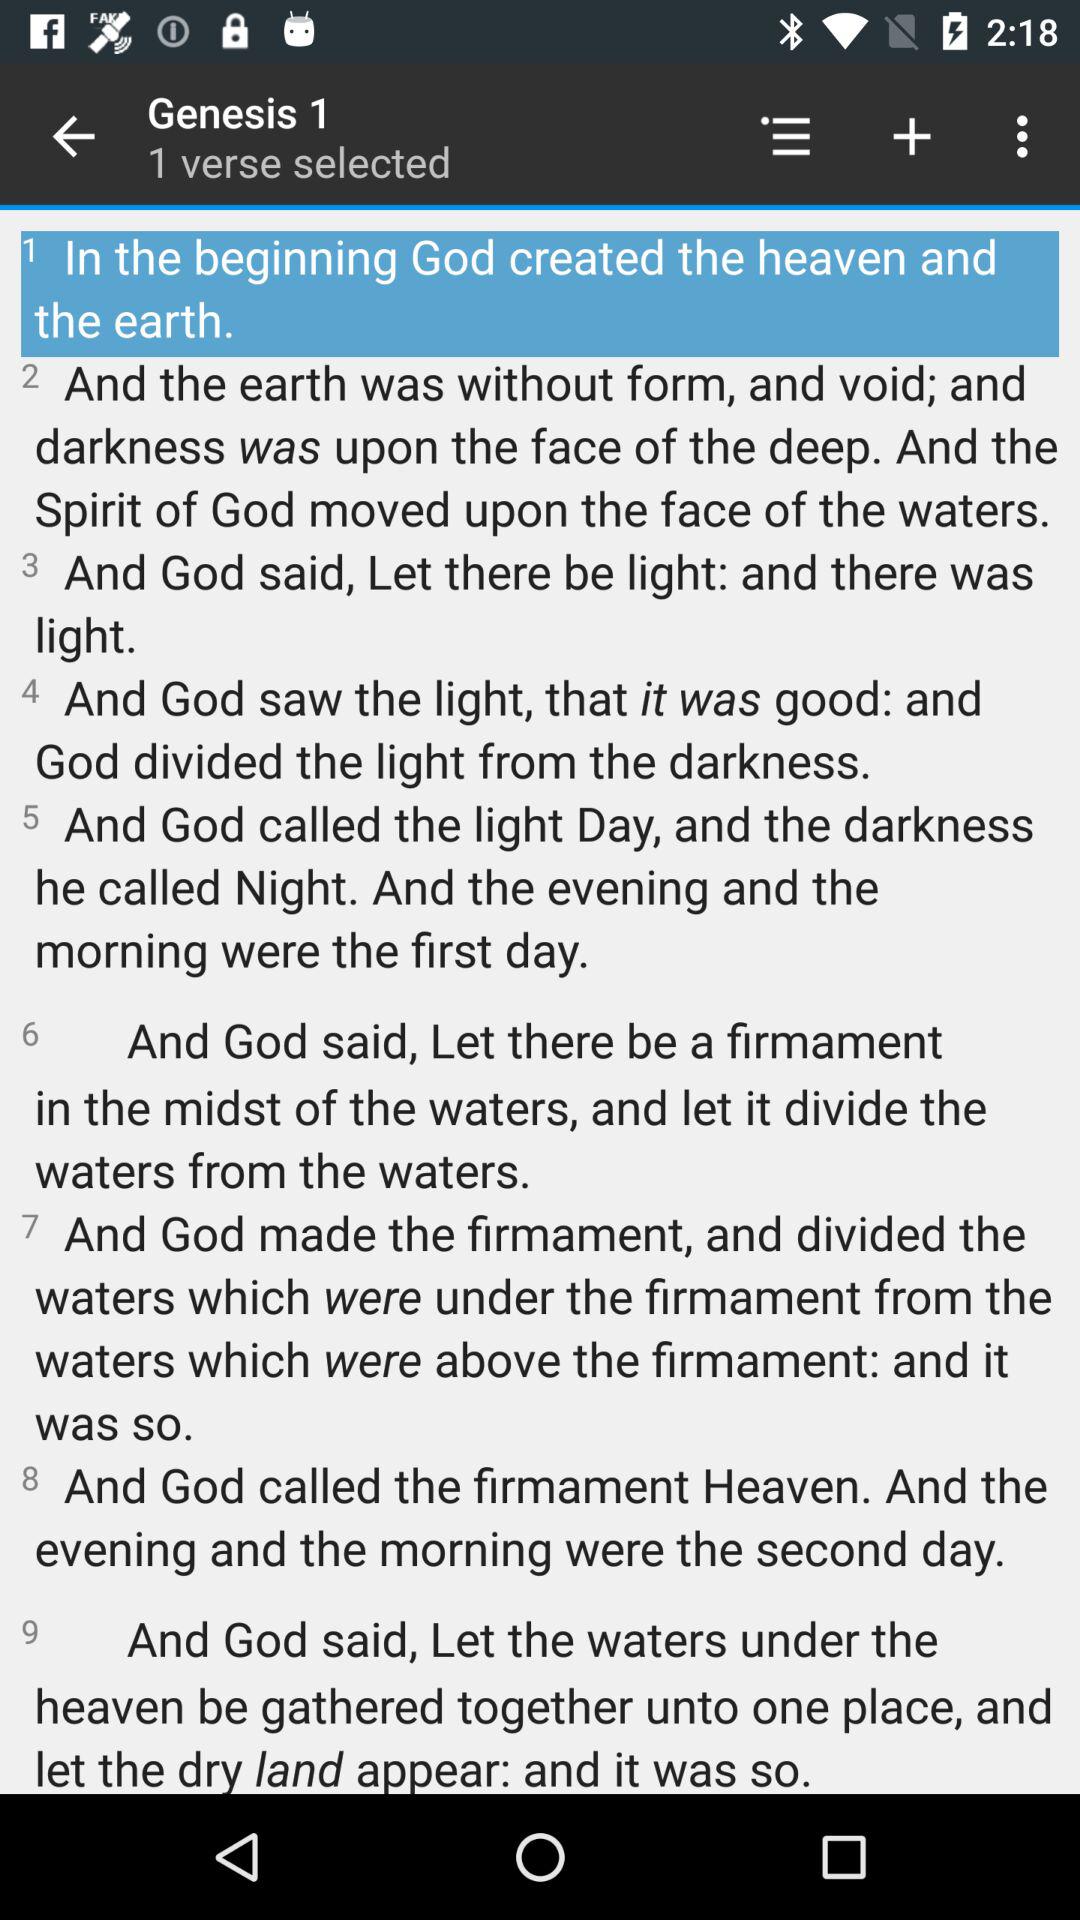 FAK
2:18
Genesis 1
1 verse selected
1 In the beginning God created the heaven and
the earth.
2 And the earth was without form, and void; and
darkness was upon the face of the deep. And the
Spirit of God moved upon the face of the waters.
3 And God said, Let there be light: and there was
light.
4 And God saw the light, that it was good: and
God divided the light from the darkness.
5 And God called the light Day, and the darkness
he called Night. And the evening and the
morning were the first day.
6 And God said, Let there be a firmament
in the midst of the waters, and let it divide the
waters from the waters.
7 And God made the firmament, and divided the
waters which were under the firmament from the
waters which were above the firmament: and it
was so.
8 And God called the firmament Heaven. And the
evening and the morning were the second day.
9 And God said, Let the waters under the
heaven be gathered together unto one place, and
let the dry land appear: and it was so.